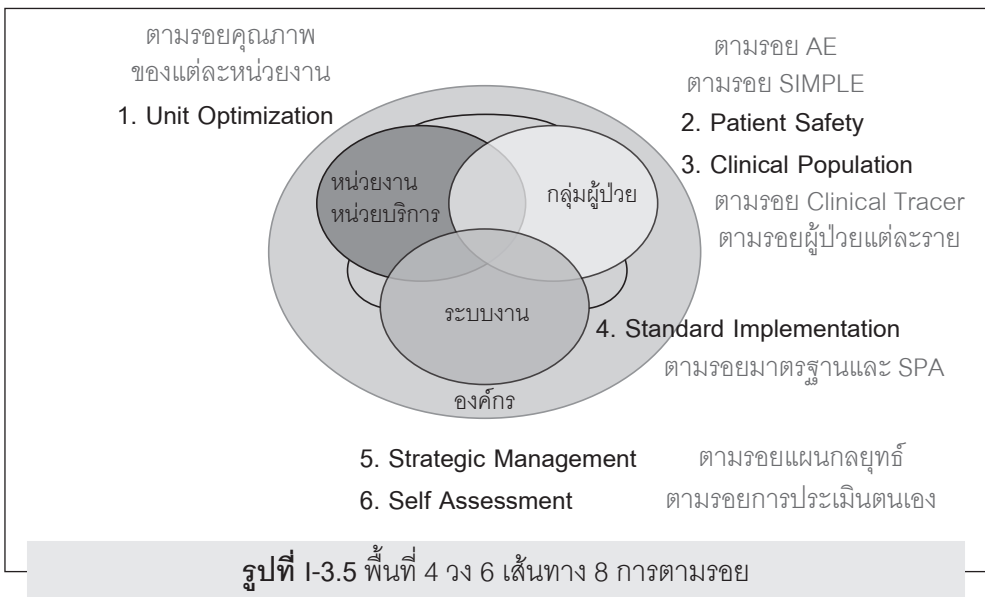 ตามรอยคุณภาพ
ของแต่ละหน่วยงาน
1. Unit Optimization
ตามรอย AE
ตามรอย SIMPLE
2. Patient Safety
3. Clinical Population
ตามรอย Clinical Tracer
ตามรอยผู้ป่วยแต่ละราย
หน่วยงาน
หน่วยบริการ
กลุ่มผู้ป่วย
ระบบงาน
องค์กร
4. Standard Implementation
ตามรอยมาตรฐานและ SPA
5. Strategic Management ตามรอยแผนกลยุทธ์
6. Self Assessment ตามรอยการประเมินตนเอง
รูปที่ I-3.5 พื้นที่ 4 วง 6 เส้นทาง 8 การตามรอย